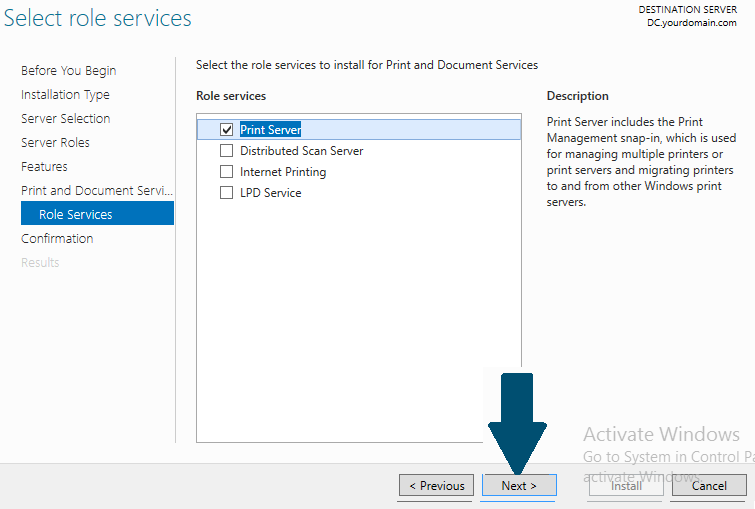 Select role services
DESTINATION SERVER
DC.yourdomain.com
Before You Begin
Installation Type
Server Selection
Server Roles
Features
Print and Document Servi...
Role Services
Confirmation
Results
Select the role services to install for Print and Document Services
Role services
Print Server
Distributed Scan Server
Internet Printing
LPD Service
Description
Print Server includes the Print
Management snap-in, which is used
for managing multiple printers or
print servers and migrating printers
to and from other Windows print
servers.
Activate Windows
Go to System in Control Pa
activate Windows.
< Previous
Next >
Install
Cancel